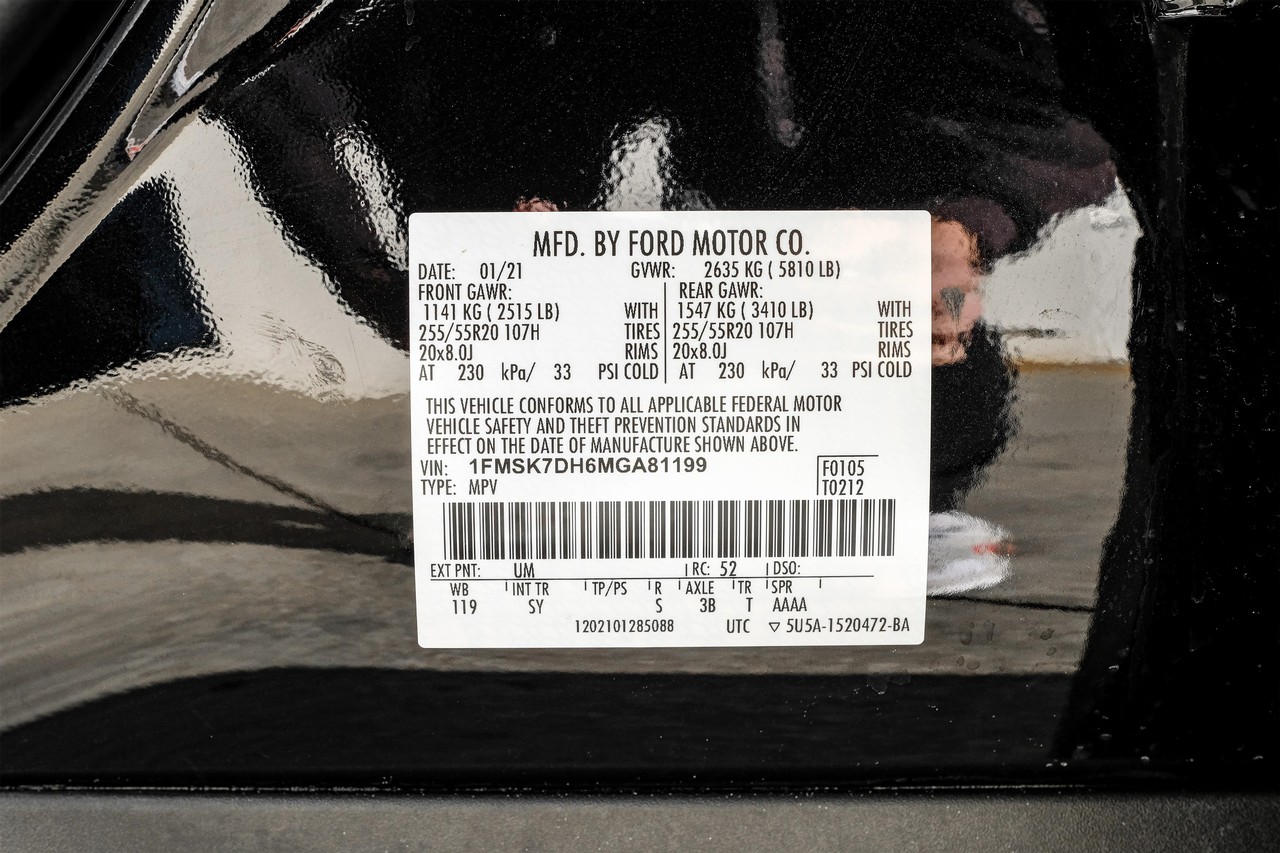 MFD. BY FORD MOTOR CO.
DATE: 01/21 GVWR: 2635 KG ( 5810 LB)
FRONT GAWR: REAR GAWR:
1141 KG ( 2515 LB) WITH 1547 KG ( 3410 LB) WITH
255/55R20 107H TIRES 255/55R20 107H TIRES
20x8.0J RIMS 20x8.0J RIMS
AT 230 kPa/ 33 PSI COLD AT 230 kPa/ 33 PSI COLD
THIS VEHICLE CONFORMS TO ALL APPLICABLE FEDERAL MOTOR
VEHICLE SAFETY AND THEFT PREVENTION STANDARDS IN
EFFECT ON THE DATE OF MANUFACTURE SHOWN ABOVE.
VIN: 1FMSK7DH6MGA81199 F0105
TYPE: MPV T0212
EXT PNT: UM RC: 52 DSO:
WB INT TR TP/PS R AXLE TR SPR
119 SY S 3B T AAAA
1202101285088 UTC ▽ 5U5A-1520472-BA